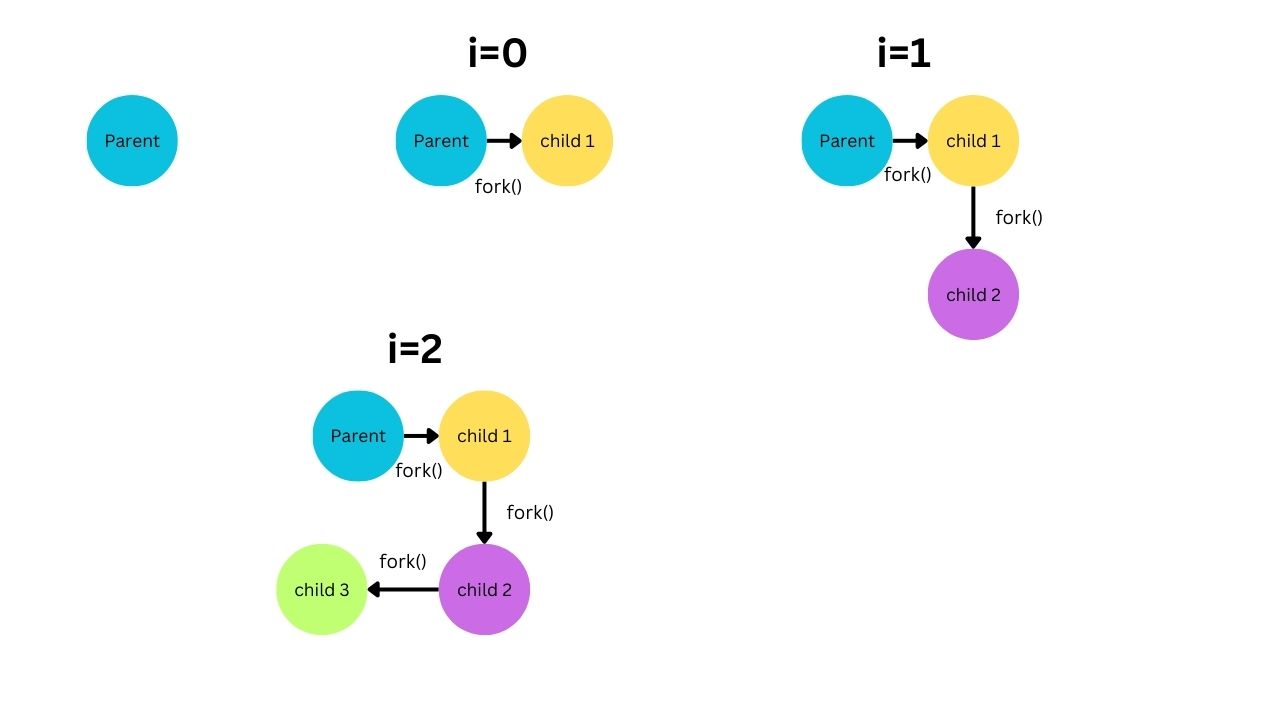 i=0
i=1
Parent
Parent
child 1
fork()
Parent
child 1
fork()
fork()
child 2
i=2
Parent
child 1
fork()
fork()
fork()
child 3
child 2